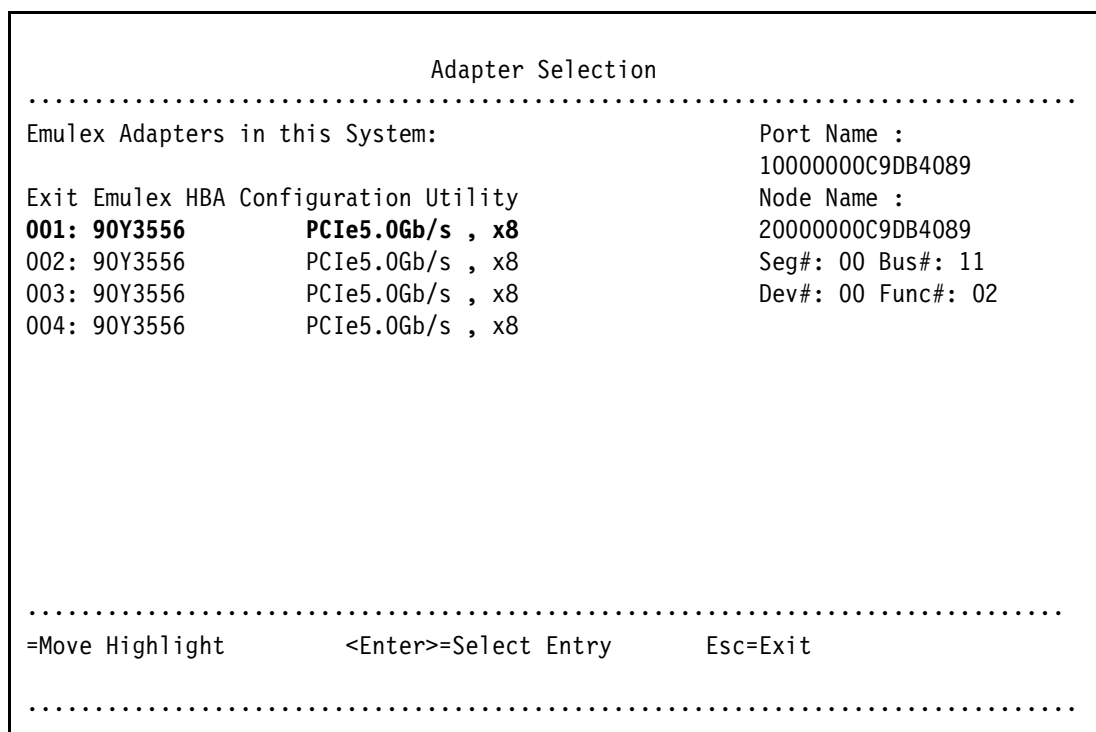 Adapter Selection
...............................................................................
Emulex Adapters in this System: Port Name :
10000000C9DB4089
Exit Emulex HBA Configuration Utility Node Name :
001: 90Y3556 PCIe5.0Gb/s , x8 20000000C9DB4089
002: 90Y3556 PCIe5.0Gb/s , x8 Seg#: 00 Bus#: 11
003: 90Y3556 PCIe5.0Gb/s , x8 Dev#: 00 Func#: 02
004: 90Y3556 PCIe5.0Gb/s , x8
..............................................................................
=Move Highlight <Enter>=Select Entry Esc=Exit
...............................................................................